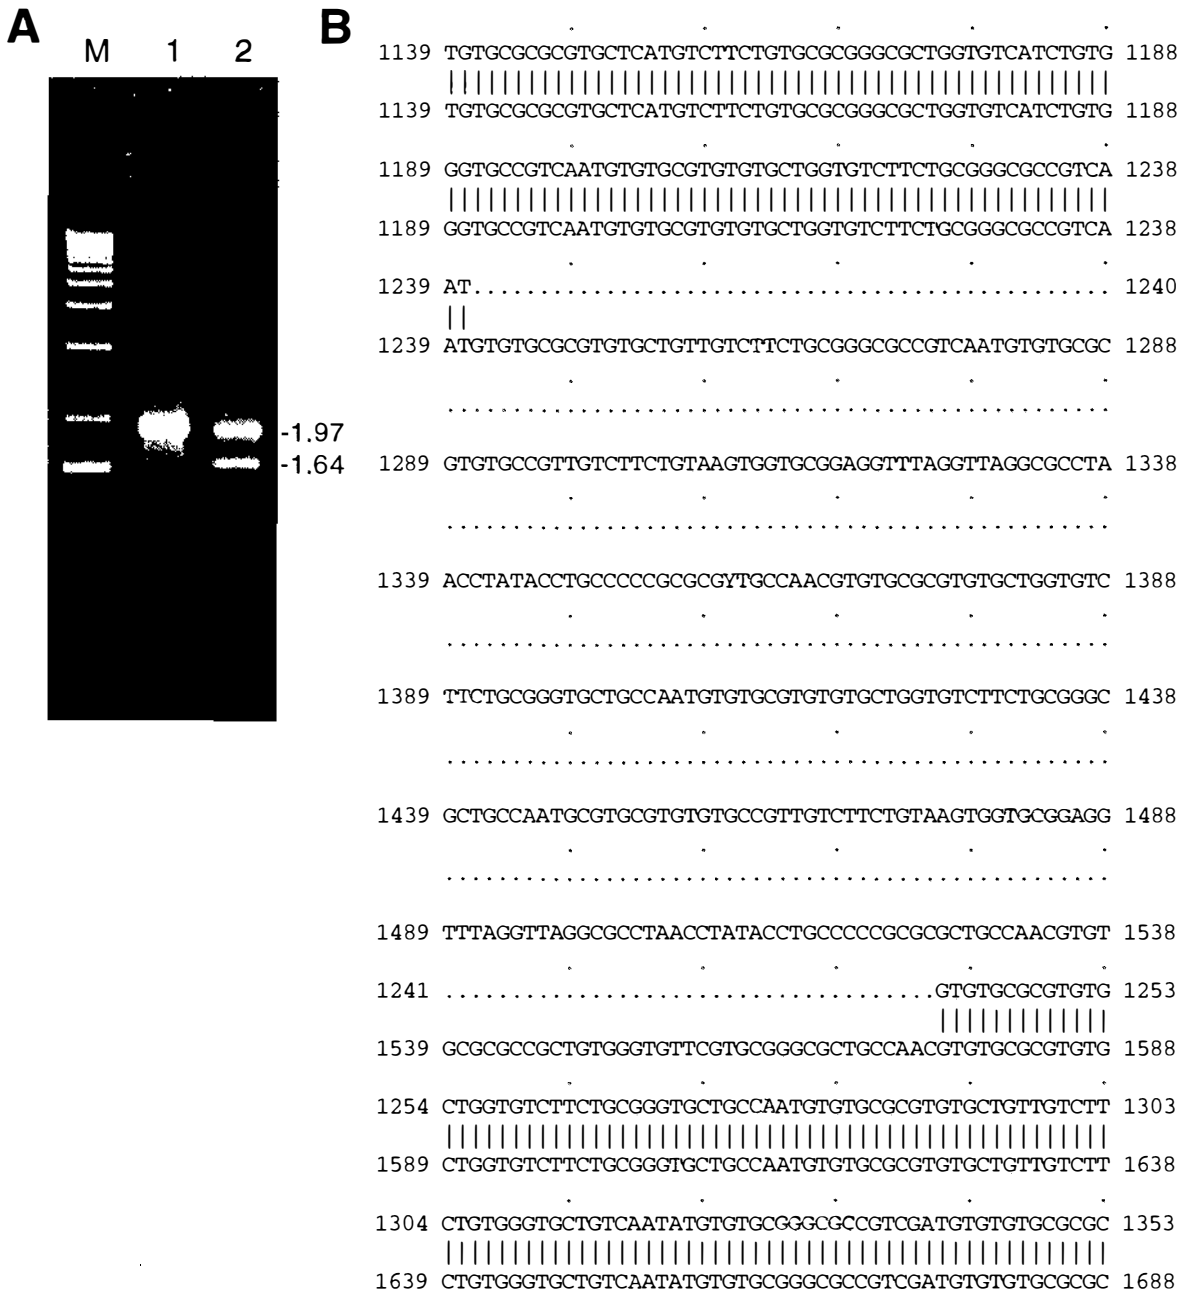 A
M 1 2
-1.97
-1.64
B
1139 TGTGCGCGCGTGCTCATGTCTTCTGTGCGCGGGCGCTGGTGTCATCTGTG 1188
||||||||||||||||||||||||||||||||||||||||||||||||||
1139 TGTGCGCGCGTGCTCATGTCTTCTGTGCGCGGGCGCTGGTGTCATCTGTG 1188
1189 GGTGCCGTCAATGTGTGCGTGTGTGCTGGTGTCTTCTGCGGGCGCCGTCA 1238
||||||||||||||||||||||||||||||||||||||||||||||||||
1189 GGTGCCGTCAATGTGTGCGTGTGTGCTGGTGTCTTCTGCGGGCGCCGTCA 1238
1239 AT................................................ 1240
||
1239 ATGTGTGCGCGTGTGCTGTTGTCTTCTGCGGGCGCCGTCAATGTGTGCGC 1288
..................................................
1289 GTGTGCCGTTGTCTTCTGTAAGTGGTGCGGAGGTTTAGGTTAGGCGCCTA 1338
..................................................
1339 ACCTATACCTGCCCCCGCGCGYTGCCAACGTGTGCGCGTGTGCTGGTGTC 1388
..................................................
1389 TTCTGCGGGTGCTGCCAATGTGTGCGTGTGTGCTGGTGTCTTCTGCGGGC 1438
..................................................
1439 GCTGCCAATGCGTGCGTGTGTGCCGTTGTCTTCTGTAAGTGGTGCGGAGG 1488
..................................................
1489 TTTAGGTTAGGCGCCTAACCTATACCTGCCCCCGCGCGCTGCCAACGTGT 1538
1241 .....................................GTGTGCGCGTGTG 1253
|||||||||||||
1539 GCGCGCCGCTGTGGGTGTTCGTGCGGGCGCTGCCAACGTGTGCGCGTGTG 1588
1254 CTGGTGTCTTCTGCGGGTGCTGCCAATGTGTGCGCGTGTGCTGTTGTCTT 1303
||||||||||||||||||||||||||||||||||||||||||||||||||
1589 CTGGTGTCTTCTGCGGGTGCTGCCAATGTGTGCGCGTGTGCTGTTGTCTT 1638
1304 CTGTGGGTGCTGTCAATATGTGTGCGGGCGCCGTCGATGTGTGTGCGCGC 1353
||||||||||||||||||||||||||||||||||||||||||||||||||
1639 CTGTGGGTGCTGTCAATATGTGTGCGGGCGCCGTCGATGTGTGTGCGCGC 1688